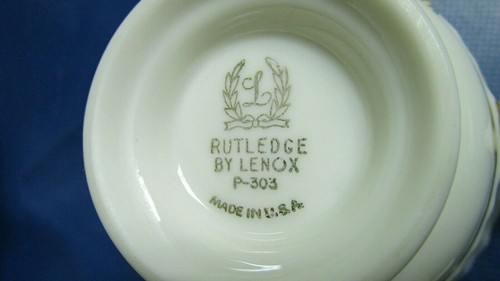 L
RUTLEDGE
BY LENOX
P-303
MADE IN U.S.A.